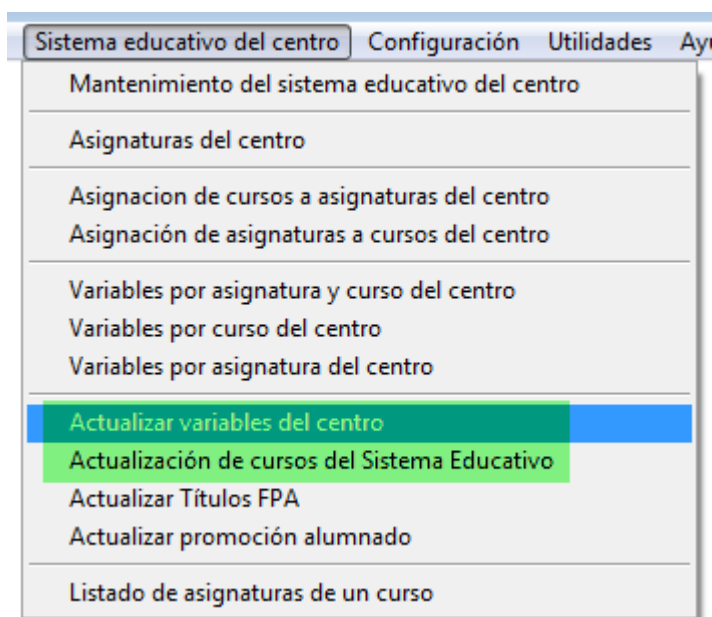 Sistema educativo del centro Configuración Utilidades
Mantenimiento del sistema educativo del centro
Asignaturas del centro
Asignacion de cursos a asignaturas del centro
Asignación de asignaturas a cursos del centro
Variables por asignatura y curso del centro
Variables por curso del centro
Variables por asignatura del centro
Actualizar variables del centro
Actualización de cursos del Sistema Educativo
Actualizar Títulos FPA
Actualizar promoción alumnado
Listado de asignaturas de un curso